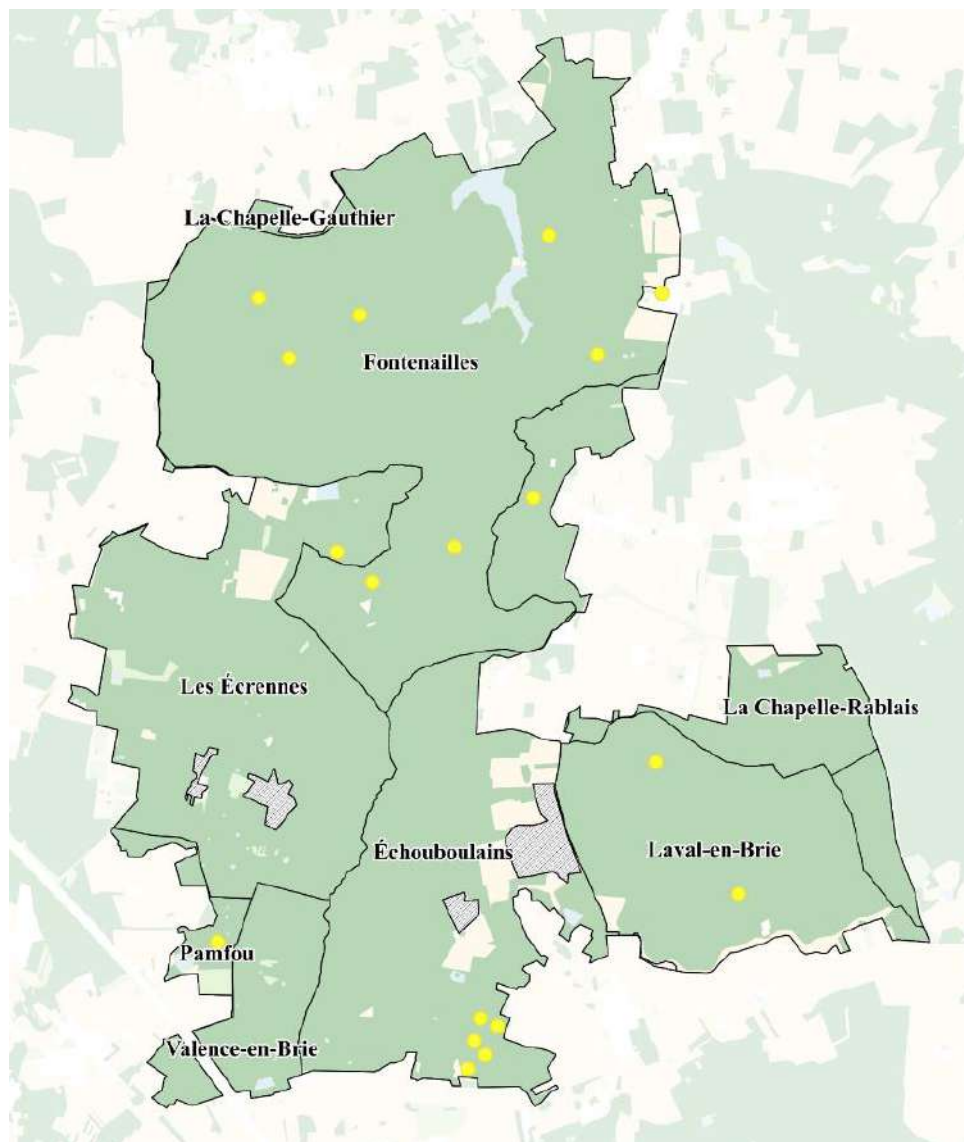 La-Chapelle-Gauthier
Fontenailles
Les Écrennes
La Chapelle-Rablais
Échouboulains
Laval-en-Brie
Pamfou
Valence-en-Brie